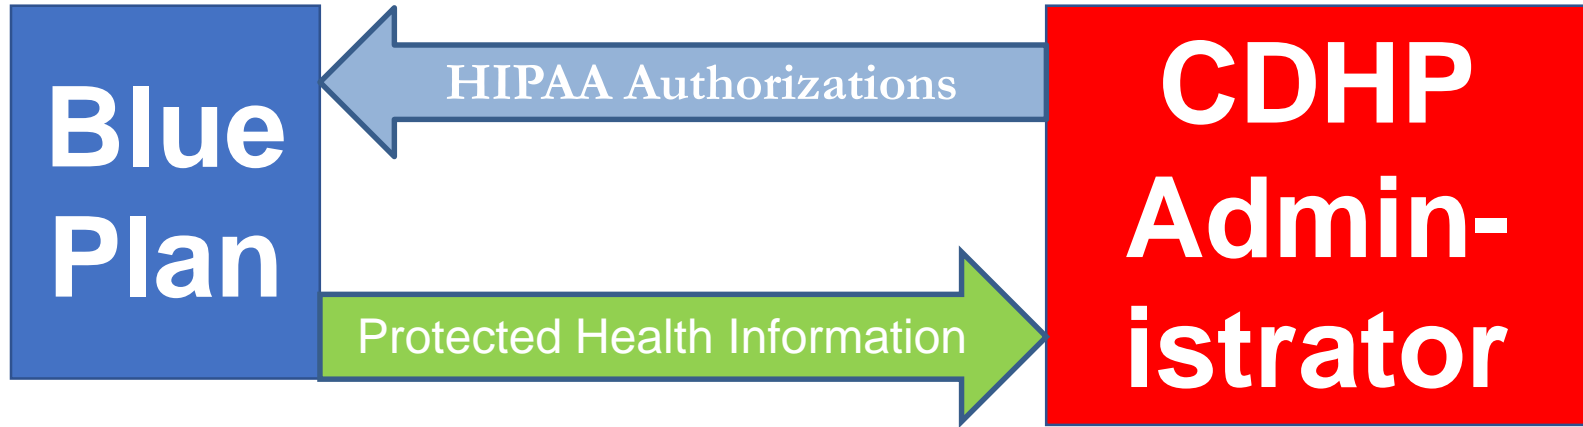 Blue
Plan
HIPAA Authorizations
Protected Health Information
CDHP
Admin-
istrator